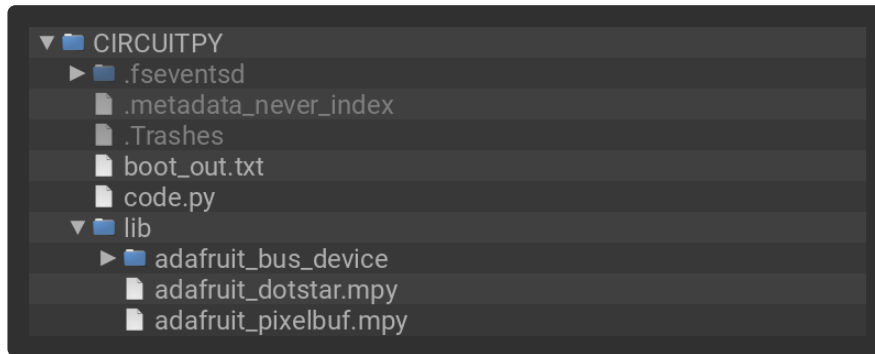 CIRCUITPY
.fseventsd
.metadata_never_index
.Trashes
boot_out.txt
code.py
lib
adafruit_bus_device
adafruit_dotstar.mpy
adafruit_pixelbuf.mpy